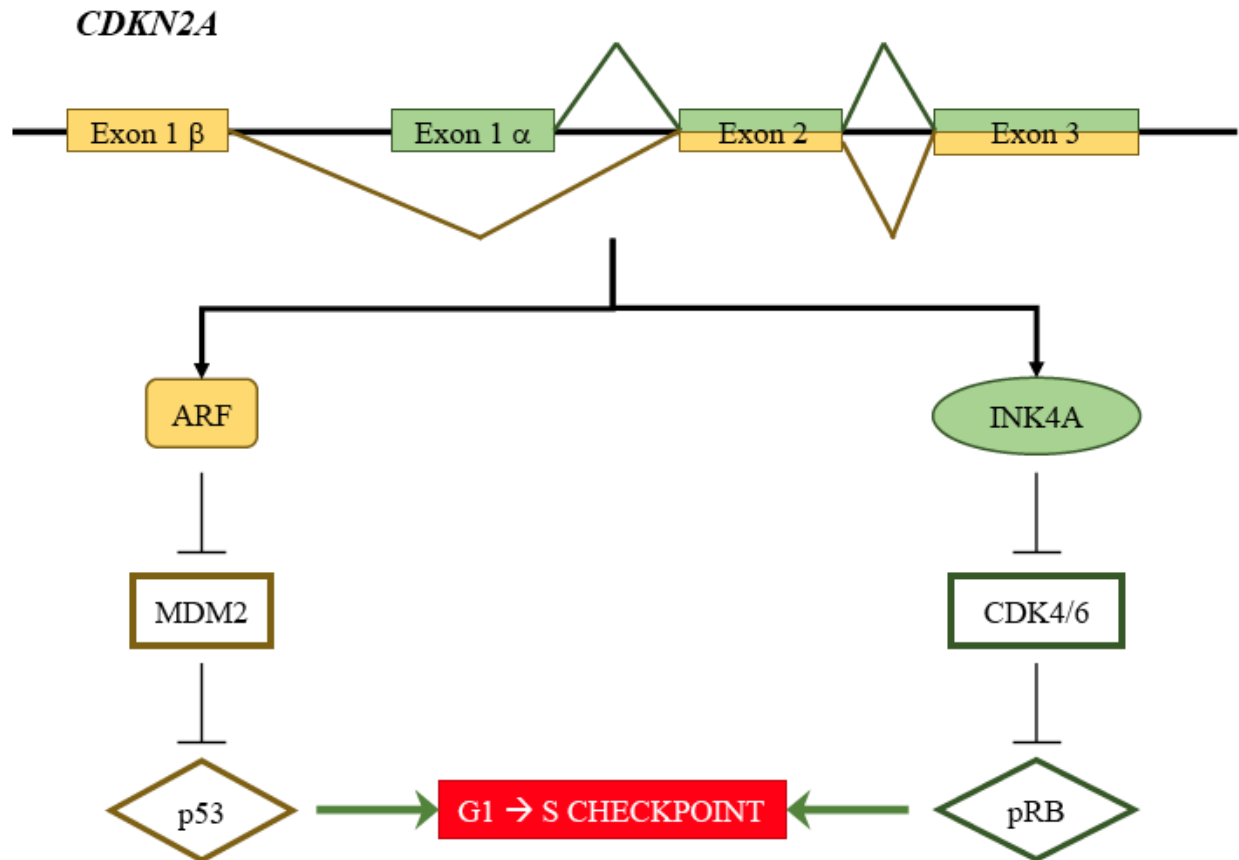 CDKN2A
Exon 1 β
Exon 1 α
Exon 2
Exon 3
ARF
INK4A
MDM2
CDK4/6
p53
G1 → S CHECKPOINT
pRB